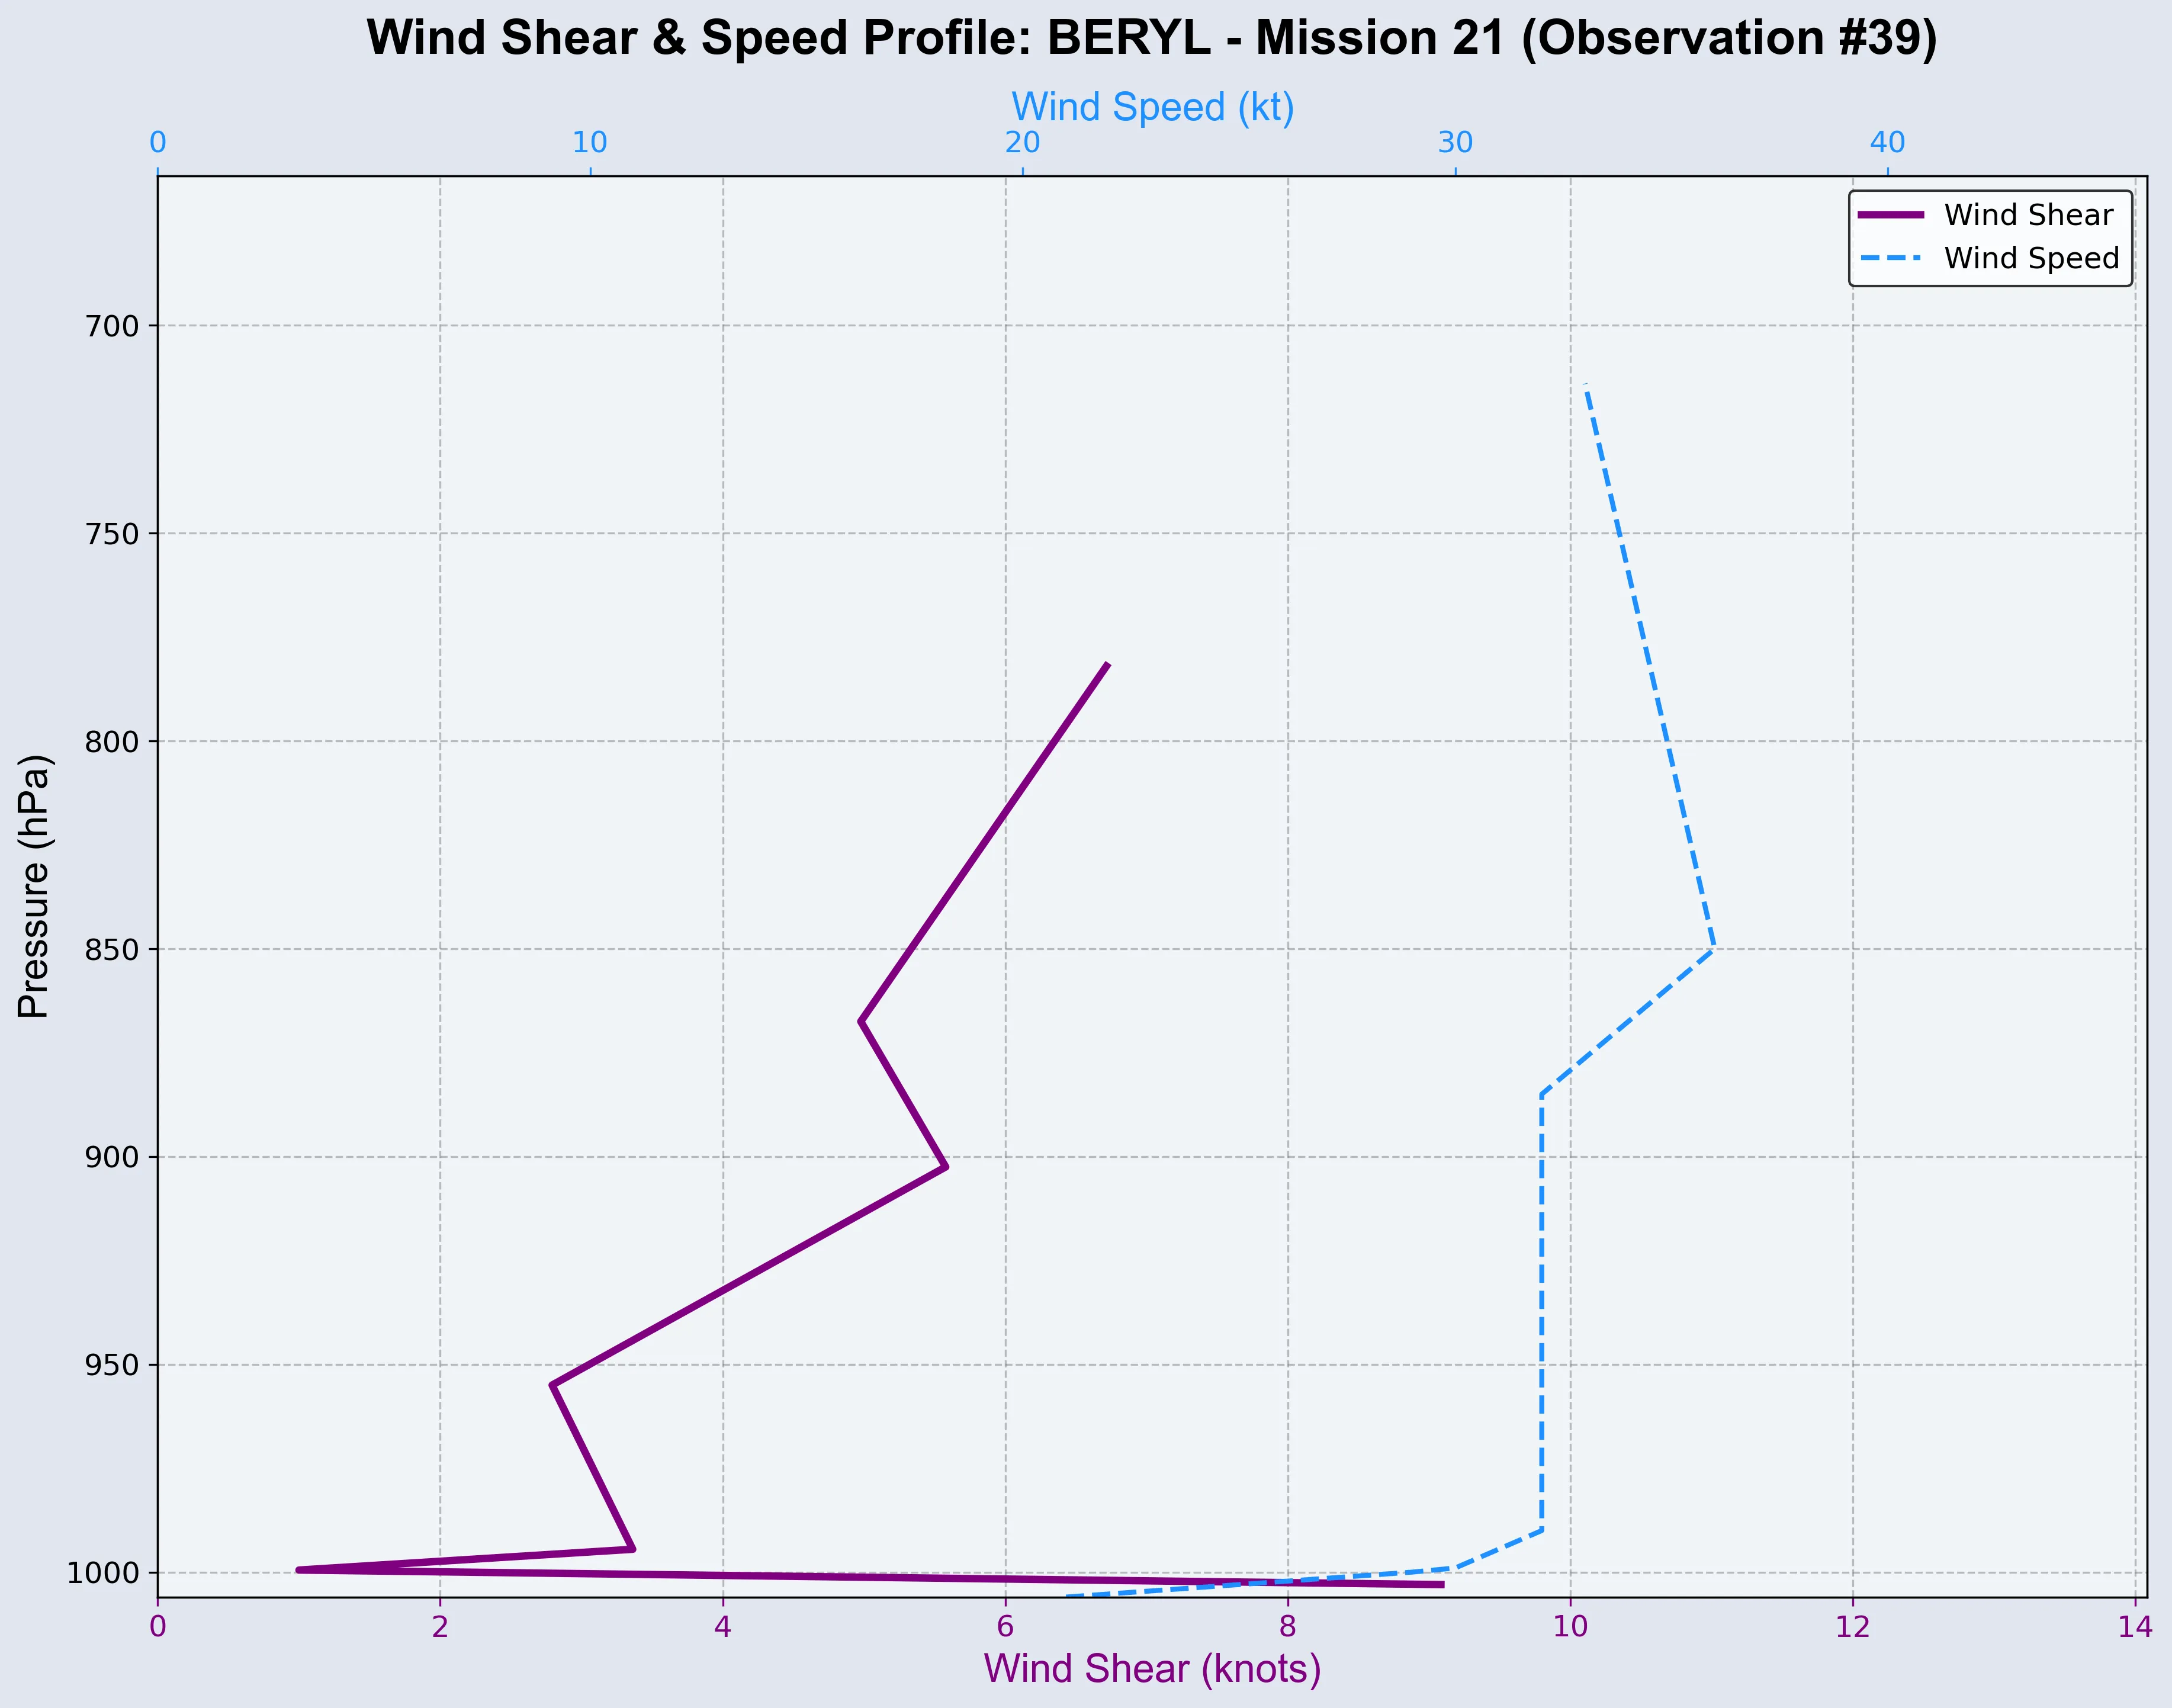 Wind Shear & Speed Profile: BERYL - Mission 21 (Observation #39)
Wind Speed (kt)
0 10 20 30 40
Wind Shear
Wind Speed
700
750
800
850
900
950
1000
Pressure (hPa)
0 2 4 6 8 10 12 14
Wind Shear (knots)